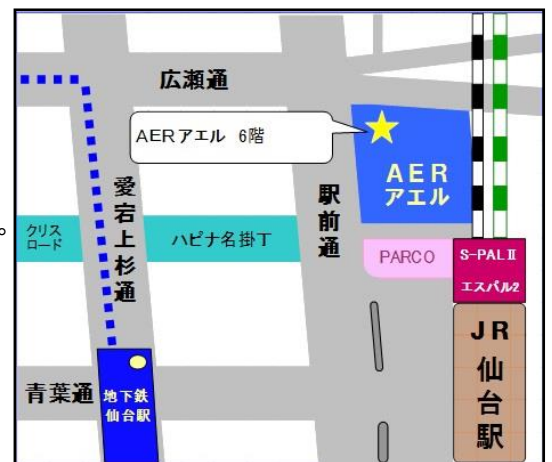 広瀬通
AERアエル 6階
AER
アエル
愛宕上杉通
駅前通
。
クリス
ロード
ハピナ名掛丁
PARCO
S-PALⅡ
エスパル2
JR
仙台駅
青葉通
地下鉄
仙台駅